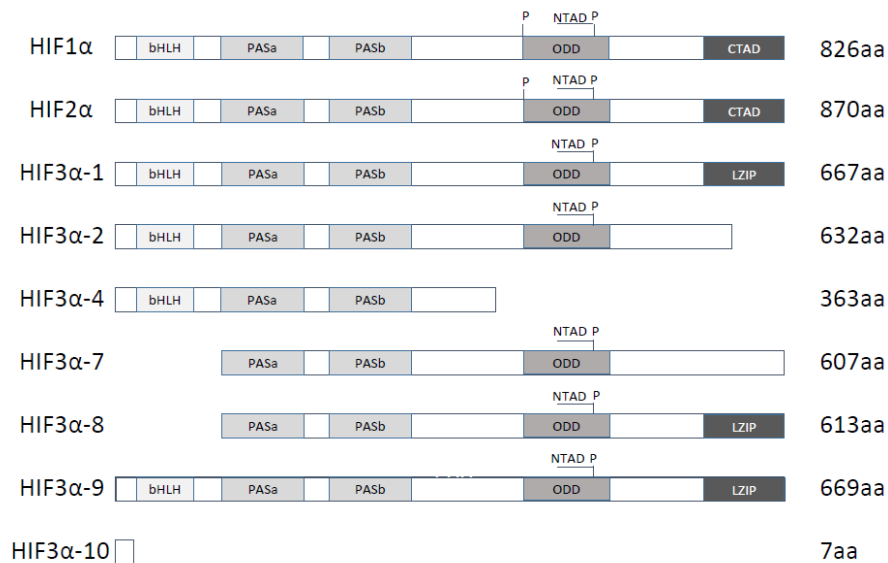 P NTAD P
HIF1α bHLH PASa PASb ODD CTAD 826aa
P NTAD P
HIF2α bHLH PASa PASb ODD CTAD 870aa
NTAD P
HIF3α-1 bHLH PASa PASb ODD LZIP 667aa
NTAD P
HIF3α-2 bHLH PASa PASb ODD 632aa
HIF3α-4 bHLH PASa PASb 363aa
NTAD P
HIF3α-7 PASa PASb ODD 607aa
NTAD P
HIF3α-8 PASa PASb ODD LZIP 613aa
NTAD P
HIF3α-9 bHLH PASa PASb ODD LZIP 669aa
HIF3α-10 7aa